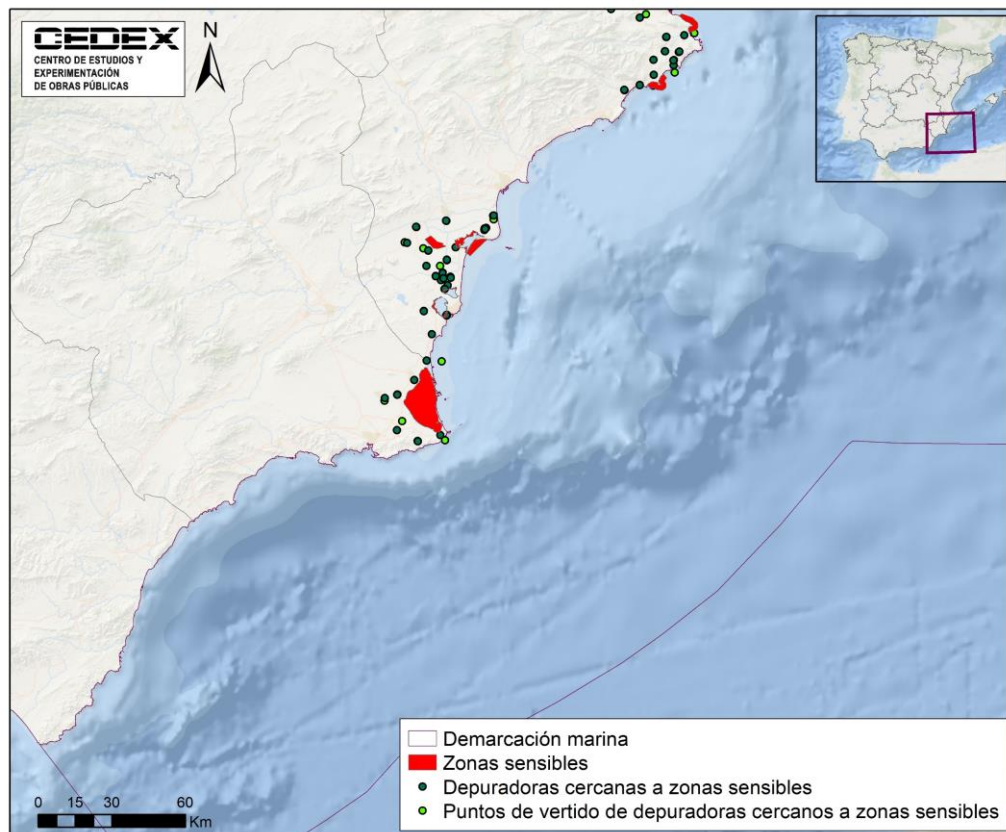 CEDEX
CENTRO DE ESTUDIOS Y
EXPERIMENTACIÓN
DE OBRAS PÚBLICAS
N
Demarcación marina
Zonas sensibles
Depuradoras cercanas a zonas sensibles
Puntos de vertido de depuradoras cercanos a zonas sensibles
0 15 30 60
Km